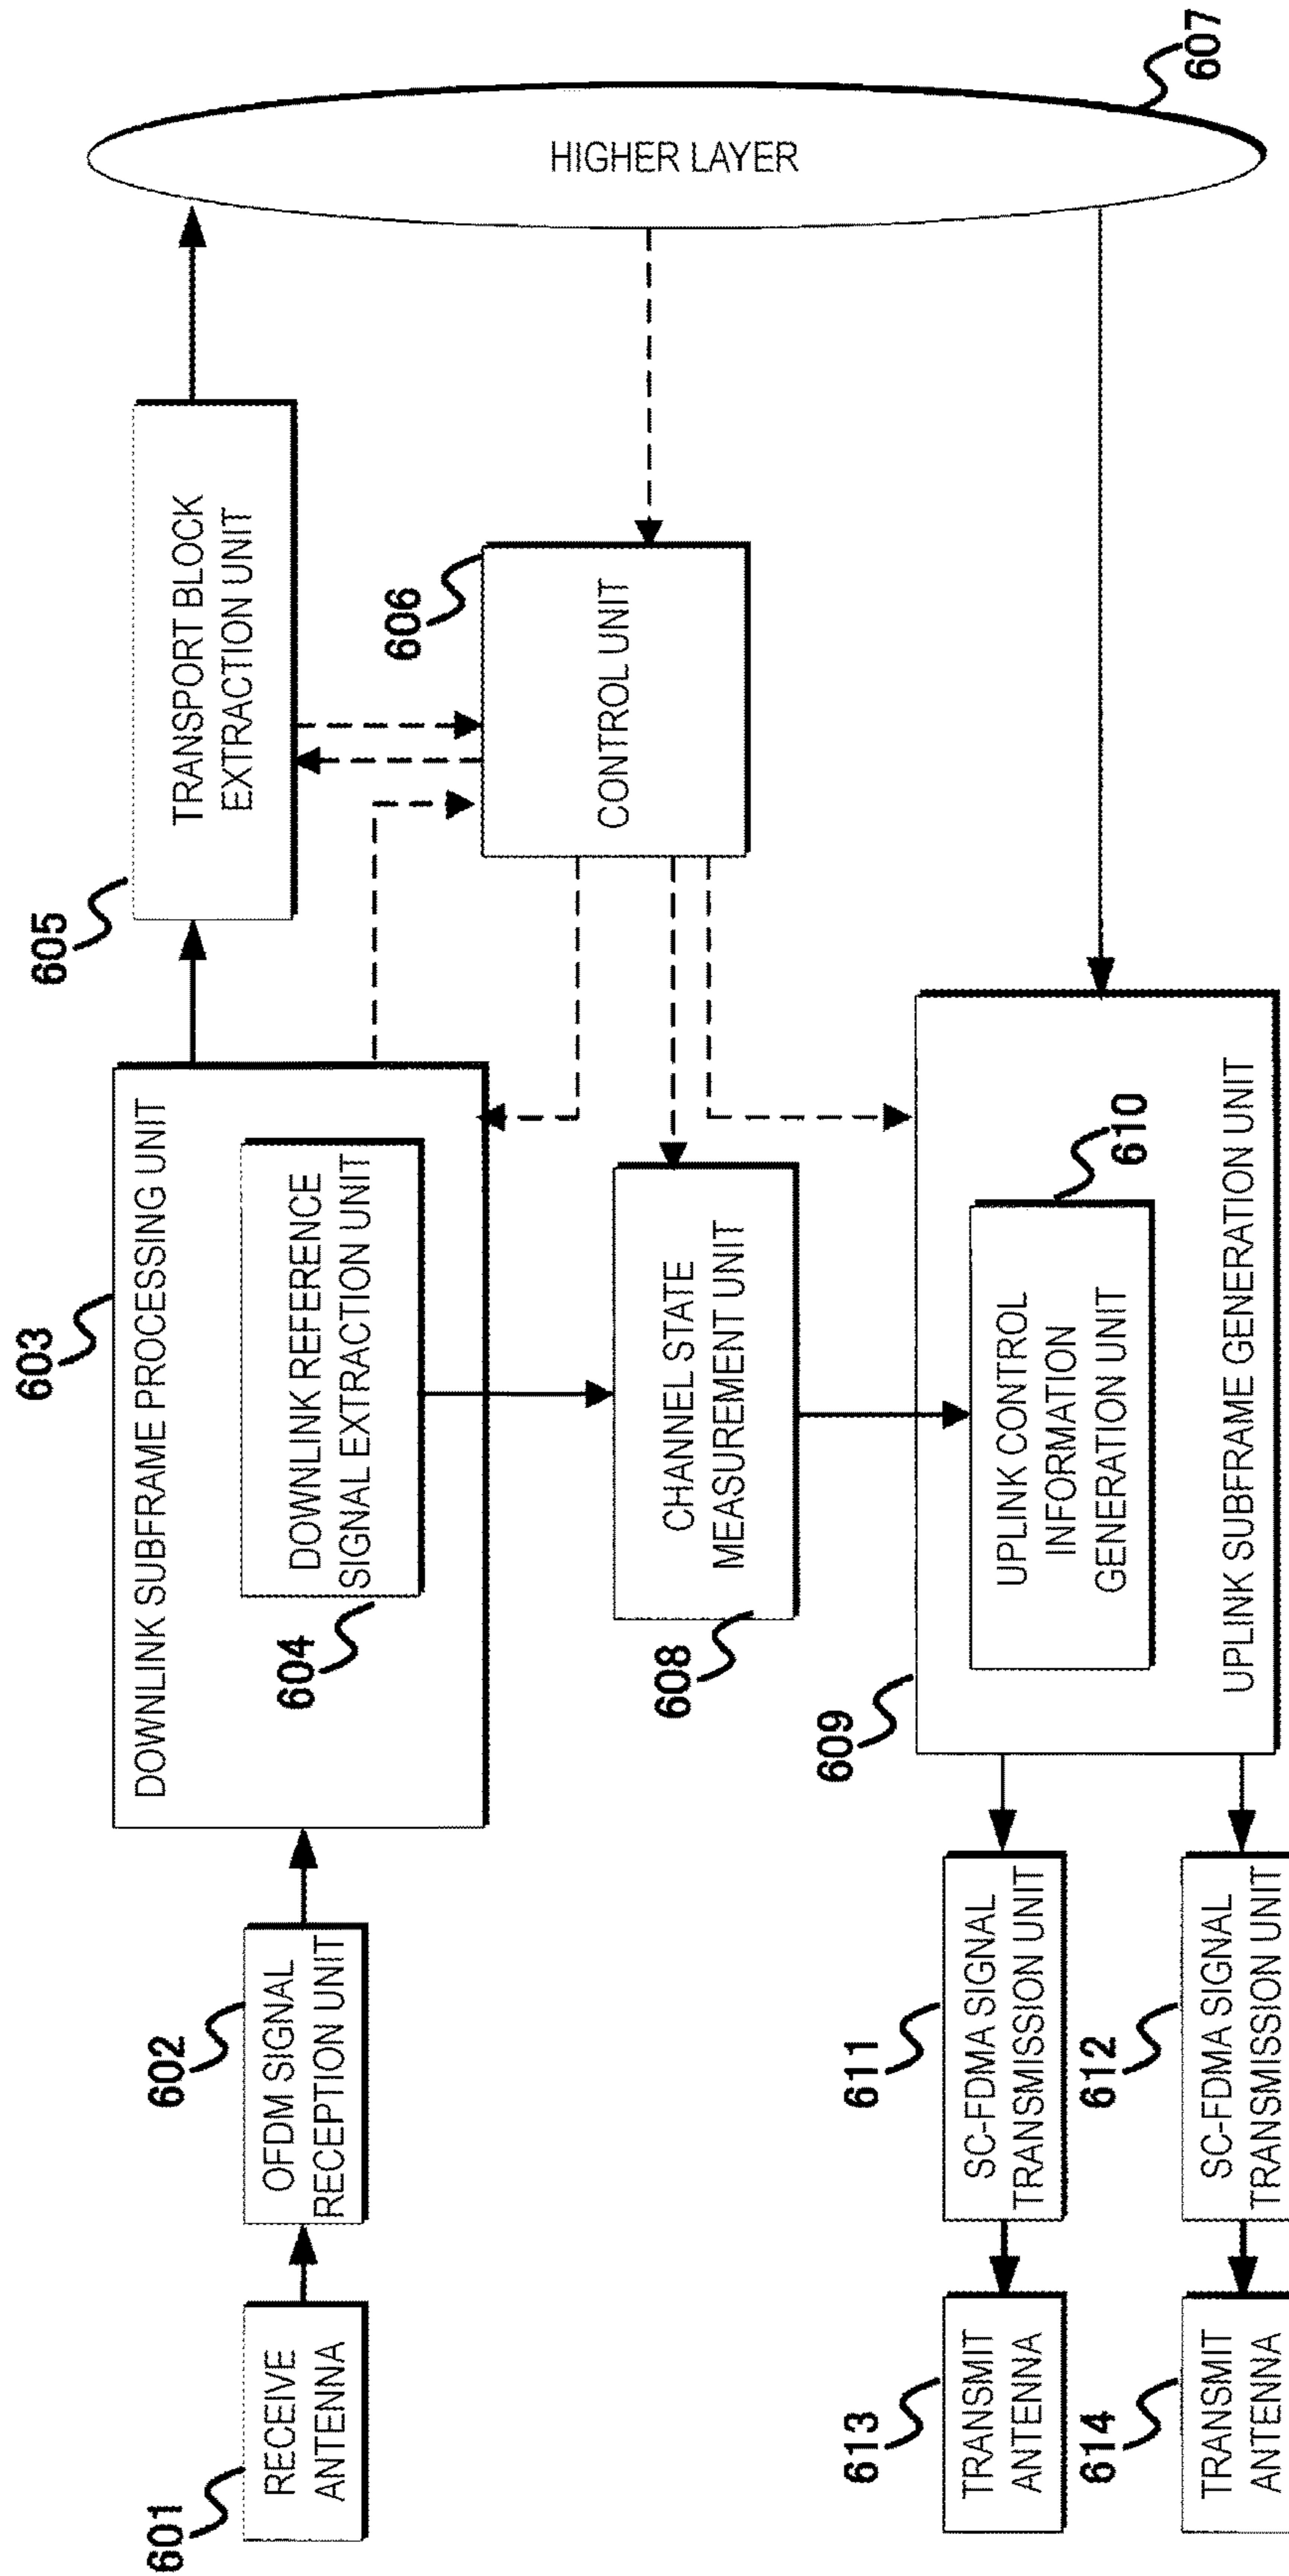 601
RECEIVE
ANTENNA
602
OFDM SIGNAL
RECEPTION UNIT
603
DOWNLINK SUBFRAME PROCESSING UNIT
604
DOWNLINK REFERENCE
SIGNAL EXTRACTION UNIT
605
TRANSPORT BLOCK
EXTRACTION UNIT
606
CONTROL UNIT
HIGHER LAYER
607
608
CHANNEL STATE
MEASUREMENT UNIT
609
610
UPLINK CONTROL
INFORMATION
GENERATION UNIT
UPLINK SUBFRAME GENERATION UNIT
611
SC-FDMA SIGNAL
TRANSMISSION UNIT
613
TRANSMIT
ANTENNA
612
SC-FDMA SIGNAL
TRANSMISSION UNIT
614
TRANSMIT
ANTENNA